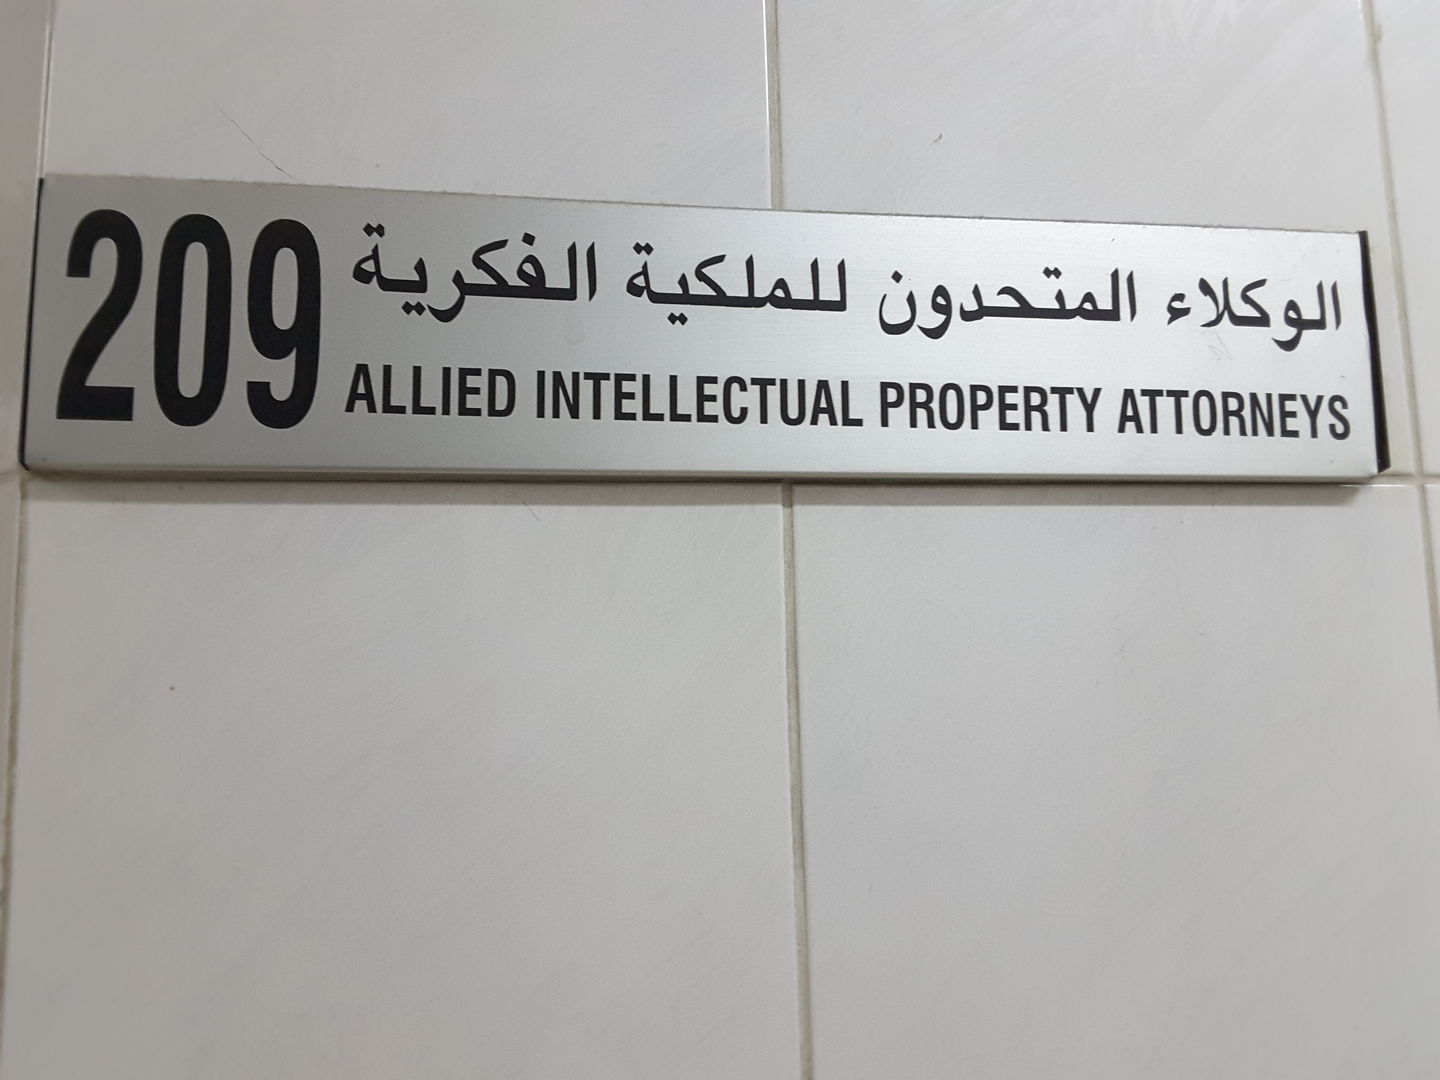 209
الوكلاء المتحدون للملكية الفكرية
ALLIED INTELLECTUAL PROPERTY ATTORNEYS